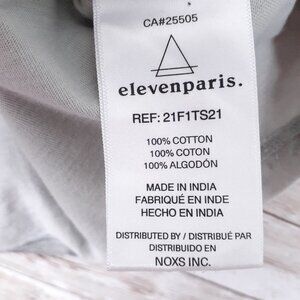 CA#25505
elevenparis.
REF: 21F1TS21
100% COTTON
100% COTON
100% ALGODÓN
MADE IN INDIA
FABRIQUÉ EN INDE
HECHO EN INDIA
DISTRIBUTED BY / DISTRIBUÉ PAR
DISTRIBUIDO EN
NOXS INC.